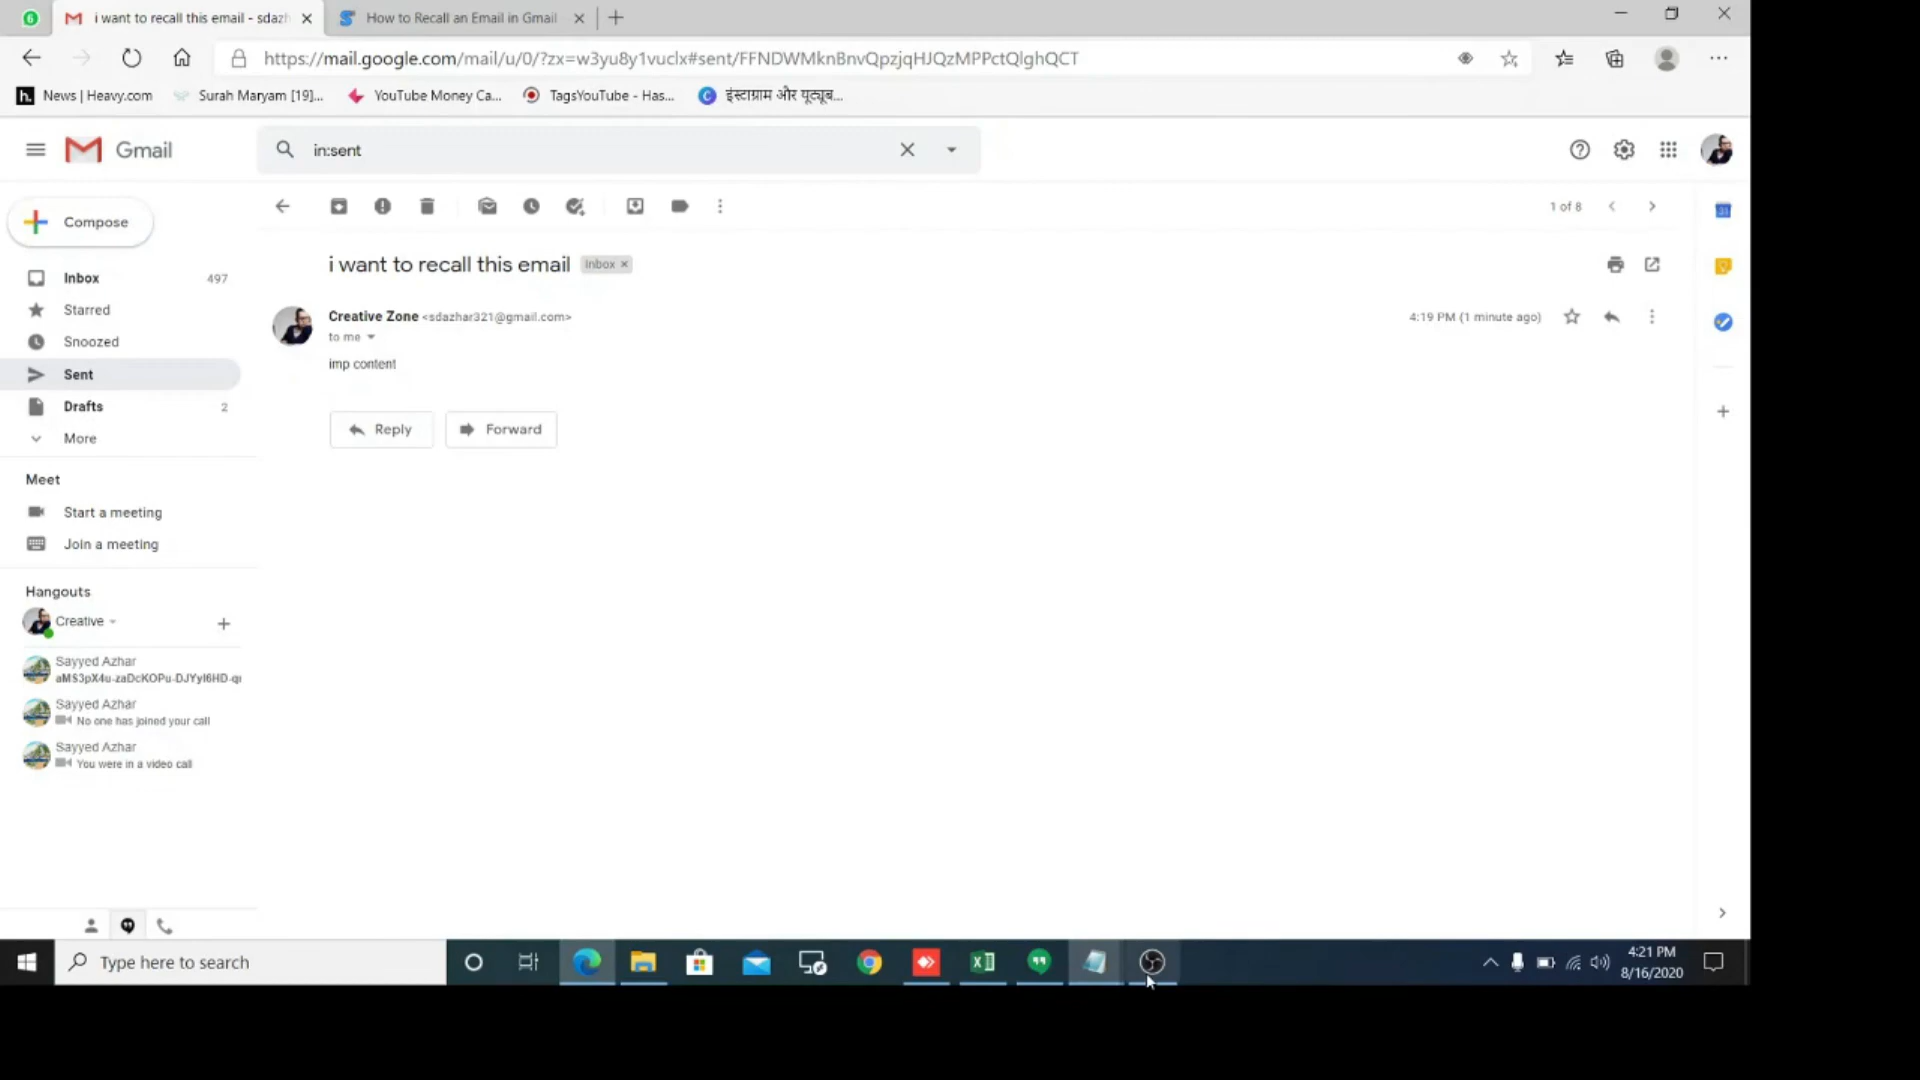 i want to recall this email - sdazh
How to Recall an Email in Gmail
https://mail.google.com/mail/u/0/?zx=w3yu8y1vuclx#sent/FFNDWMknBnvQpzjqHJQzMPPctQlghQCT
h. News | Heavy.com
Surah Maryam [19]...
YouTube Money Ca...
TagsYouTube - Has...
C इंस्टाग्राम और यूट्यूब...
Gmail
in:sent
Compose
1 of 8
i want to recall this email Inbox ×
Inbox 497
Starred
Snoozed
Sent
Drafts 2
More
Creative Zone <sdazhar321@gmail.com>
4:19 PM (1 minute ago)
to me
imp content
Reply
Forward
Meet
Start a meeting
Join a meeting
Hangouts
Creative
Sayyed Azhar
Sayyed Azhar
No one has joined your call
Sayyed Azhar
You were in a video call
Type here to search
4:21 PM
8/16/2020